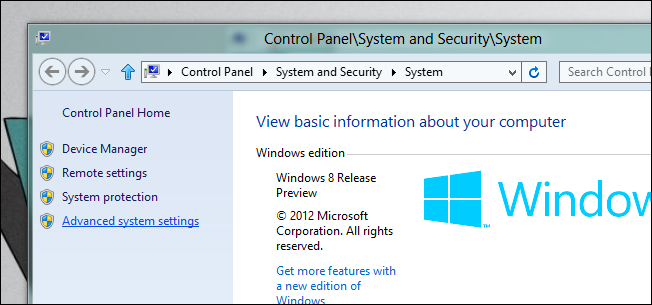 Control Panel\System and Security\System
Control Panel
System and Security
System
Search Control
Control Panel Home
Device Manager
Remote settings
System protection
Advanced system settings
View basic information about your computer
Windows edition
Windows 8 Release
Preview
© 2012 Microsoft
Corporation. All rights
reserved.
Get more features with
a new edition of
Windows
Window